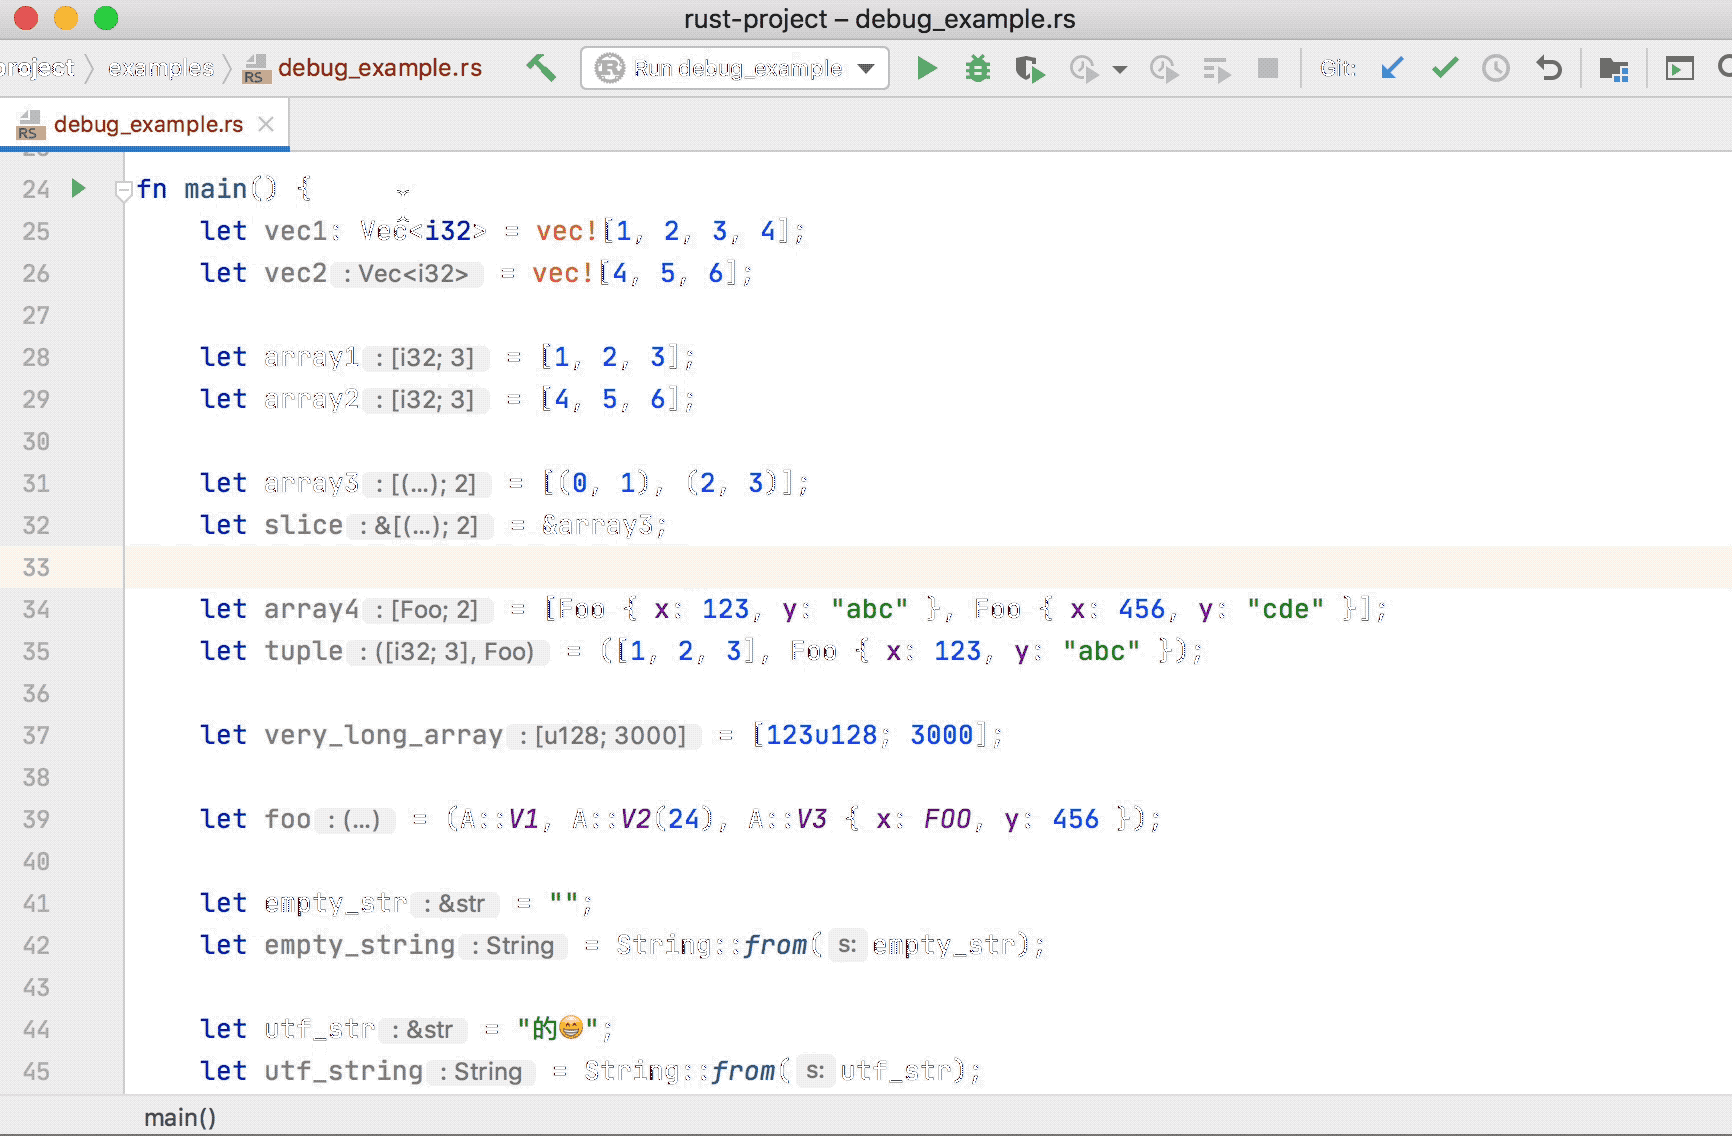 rust-project – debug_example.rs
project examples debug_example.rs Run debug_example Git:
debug_example.rs
24 fn main() {
25 let vec1: Vec<i32> = vec![1, 2, 3, 4];
26 let vec2 : Vec<i32> = vec![4, 5, 6];
27
28 let array1 : [i32; 3] = [1, 2, 3];
29 let array2 : [i32; 3] = [4, 5, 6];
30
31 let array3 : [(…); 2] = [(0, 1), (2, 3)];
32 let slice : &[(…); 2] = &array3;
33
34 let array4 : [Foo; 2] = [Foo { x: 123, y: "abc" }, Foo { x: 456, y: "cde" }];
35 let tuple : ([i32; 3], Foo) = ([1, 2, 3], Foo { x: 123, y: "abc" });
36
37 let very_long_array : [u128; 3000] = [123u128; 3000];
38
39 let foo : (…) = (A::V1, A::V2(24), A::V3 { x: FOO, y: 456 });
40
41 let empty_str : &str = "";
42 let empty_string : String = String::from( s: empty_str);
43
44 let utf_str : &str = "的😁";
45 let utf_string : String = String::from( s: utf_str);
main()